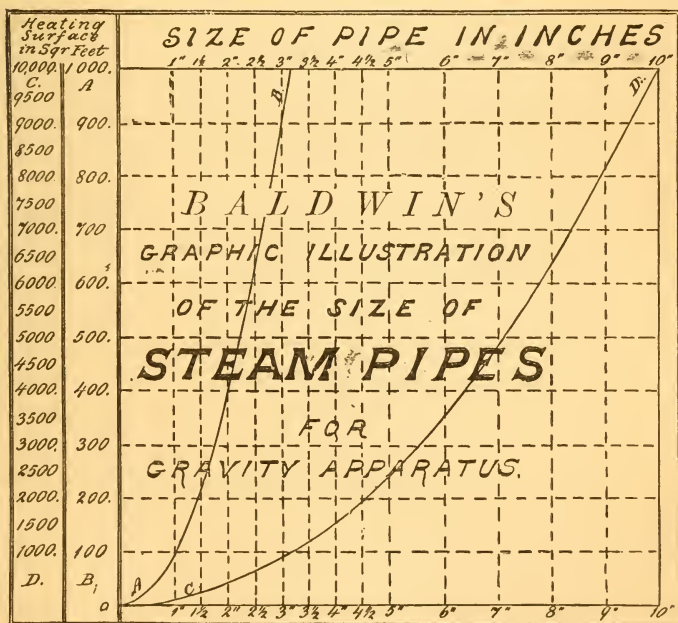 Heating
Surface
in Sqr Feet
SIZE OF PIPE IN INCHES
1" 1½ 2" 2½ 3" 3½ 4" 4½ 5" 6" 7" 8" 9" 10"
10,000. 1000.
C. A
9500
9000. 900.
8500
8000 800.
7500
7000. 700
6500
6000. 600.
5500
5000 500.
4500
4000. 400.
3500
3000. 300
2500
2000. 200.
1500
1000. 100
D. B,
0
B.
D.
BALDWIN'S
GRAPHIC ILLUSTRATION
OF THE SIZE OF
STEAM PIPES
FOR
GRAVITY APPARATUS.
A
C
1" 1½ 2" 2½ 3" 3½ 4" 4½ 5" 6" 7" 8" 9" 10"